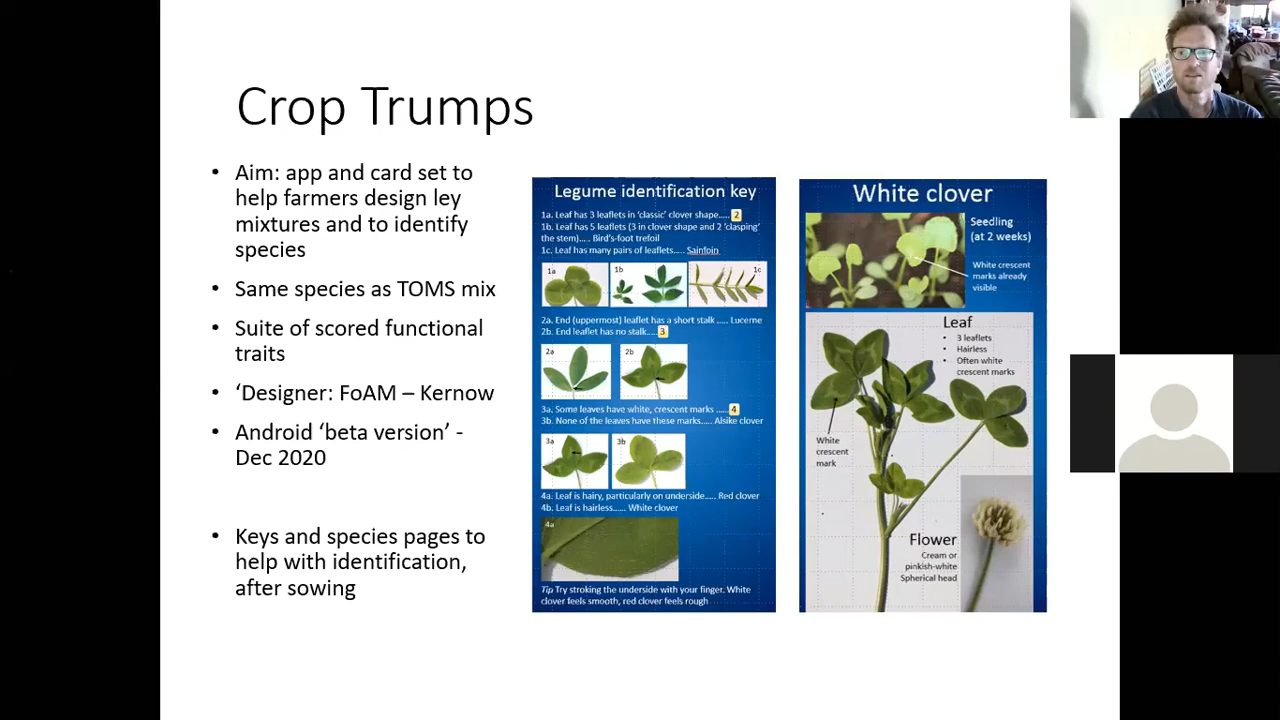 Crop Trumps
• Aim: app and card set to
help farmers design ley
mixtures and to identify
species
• Same species as TOMS mix
• Suite of scored functional
traits
• ‘Designer: FoAM – Kernow
• Android ‘beta version’ -
Dec 2020
• Keys and species pages to
help with identification,
after sowing
Legume identification key
1a. Leaf has 3 leaflets in ‘classic’ clover shape..... 2
1b. Leaf has 5 leaflets (3 in clover shape and 2 ‘clasping’
the stem).... Bird’s-foot trefoil
1c. Leaf has many pairs of leaflets..... Sainfoin
1a
1b
1c
2a. End (uppermost) leaflet has a short stalk ..... Lucerne
2b. End leaflet has no stalk..... 3
2a
2b
3a. Some leaves have white, crescent marks ..... 4
3b. None of the leaves have these marks..... Alsike clover
3a
3b
4a. Leaf is hairy, particularly on underside..... Red clover
4b. Leaf is hairless...... White clover
4a
Tip Try stroking the underside with your finger. White
clover feels smooth, red clover feels rough
White clover
Seedling
(at 2 weeks)
White crescent
marks already
visible
Leaf
• 3 leaflets
• Hairless
• Often white
crescent marks
White
crescent
mark
Flower
Cream or
pinkish-white
Spherical head